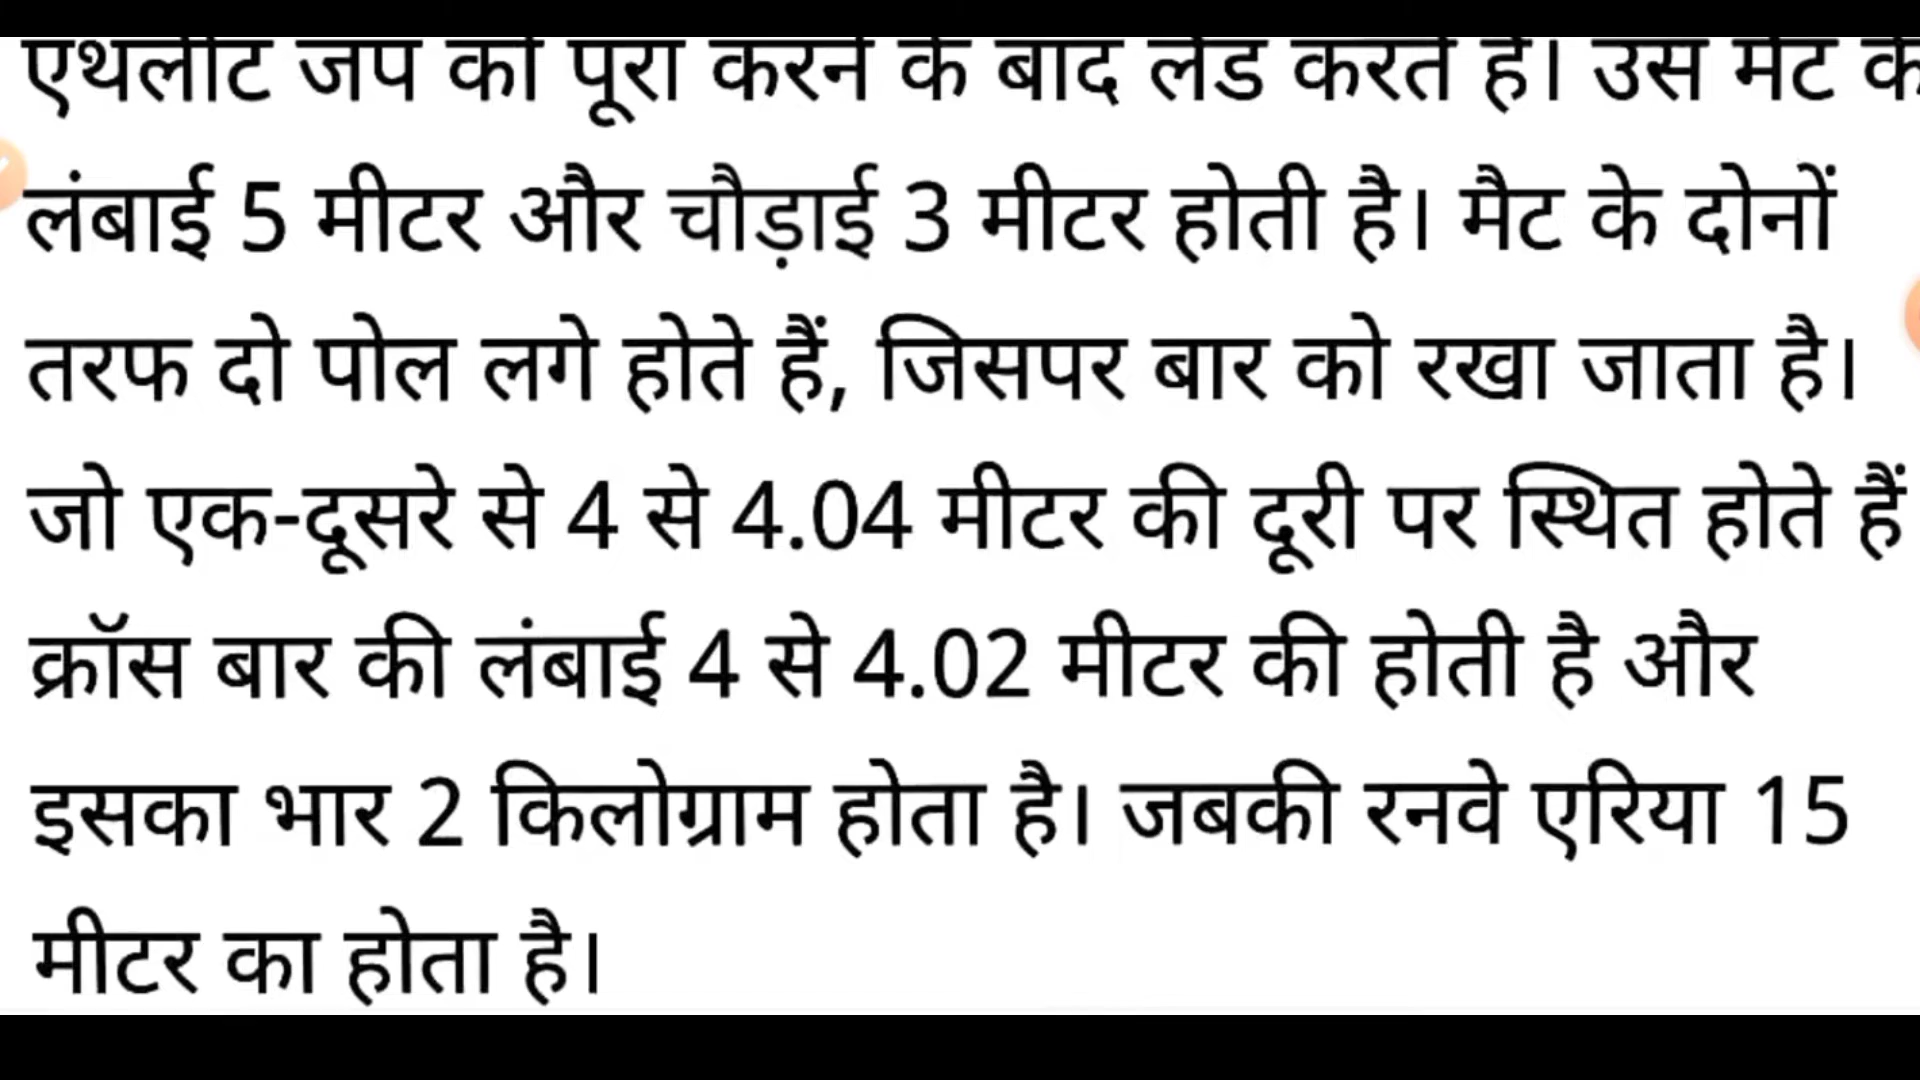 एथलीट जंप को पूरा करने के बाद लैंड करते हैं। उस मैट
लंबाई 5 मीटर और चौड़ाई 3 मीटर होती है। मैट के दोनों
तरफ दो पोल लगे होते हैं, जिसपर बार को रखा जाता है।
जो एक-दूसरे से 4 से 4.04 मीटर की दूरी पर स्थित होते हैं
क्रॉस बार की लंबाई 4 से 4.02 मीटर की होती है और
इसका भार 2 किलोग्राम होता है। जबकी रनवे एरिया 15
मीटर का होता है।